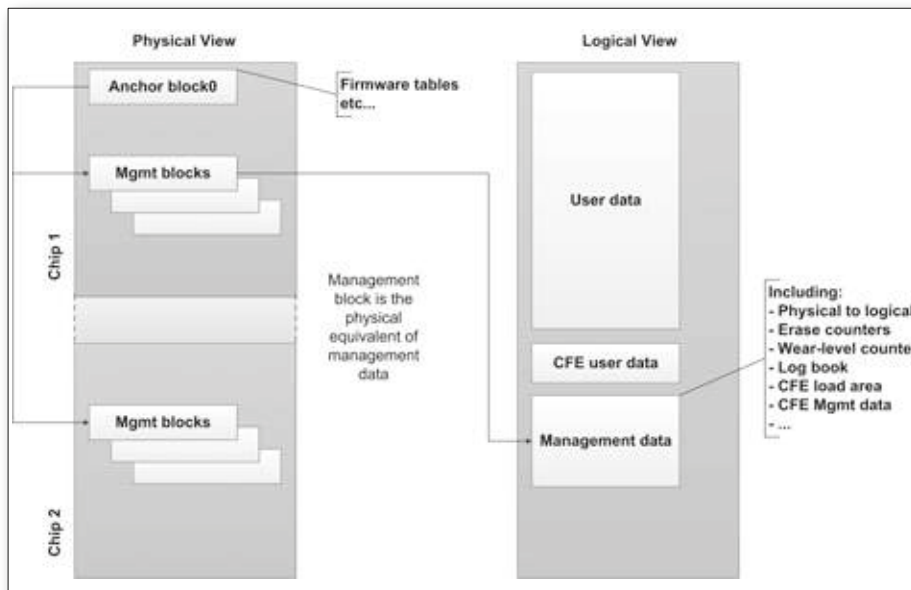 Physical View
Logical View
Anchor block0
Firmware tables
etc...
Mgmt blocks
Chip 1
Management
block is the
physical
equivalent of
management
data
Mgmt blocks
Chip 2
User data
CFE user data
Management data
Including:
- Physical to logical
- Erase counters
- Wear-level counte
- Log book
- CFE load area
- CFE Mgmt data
- ...